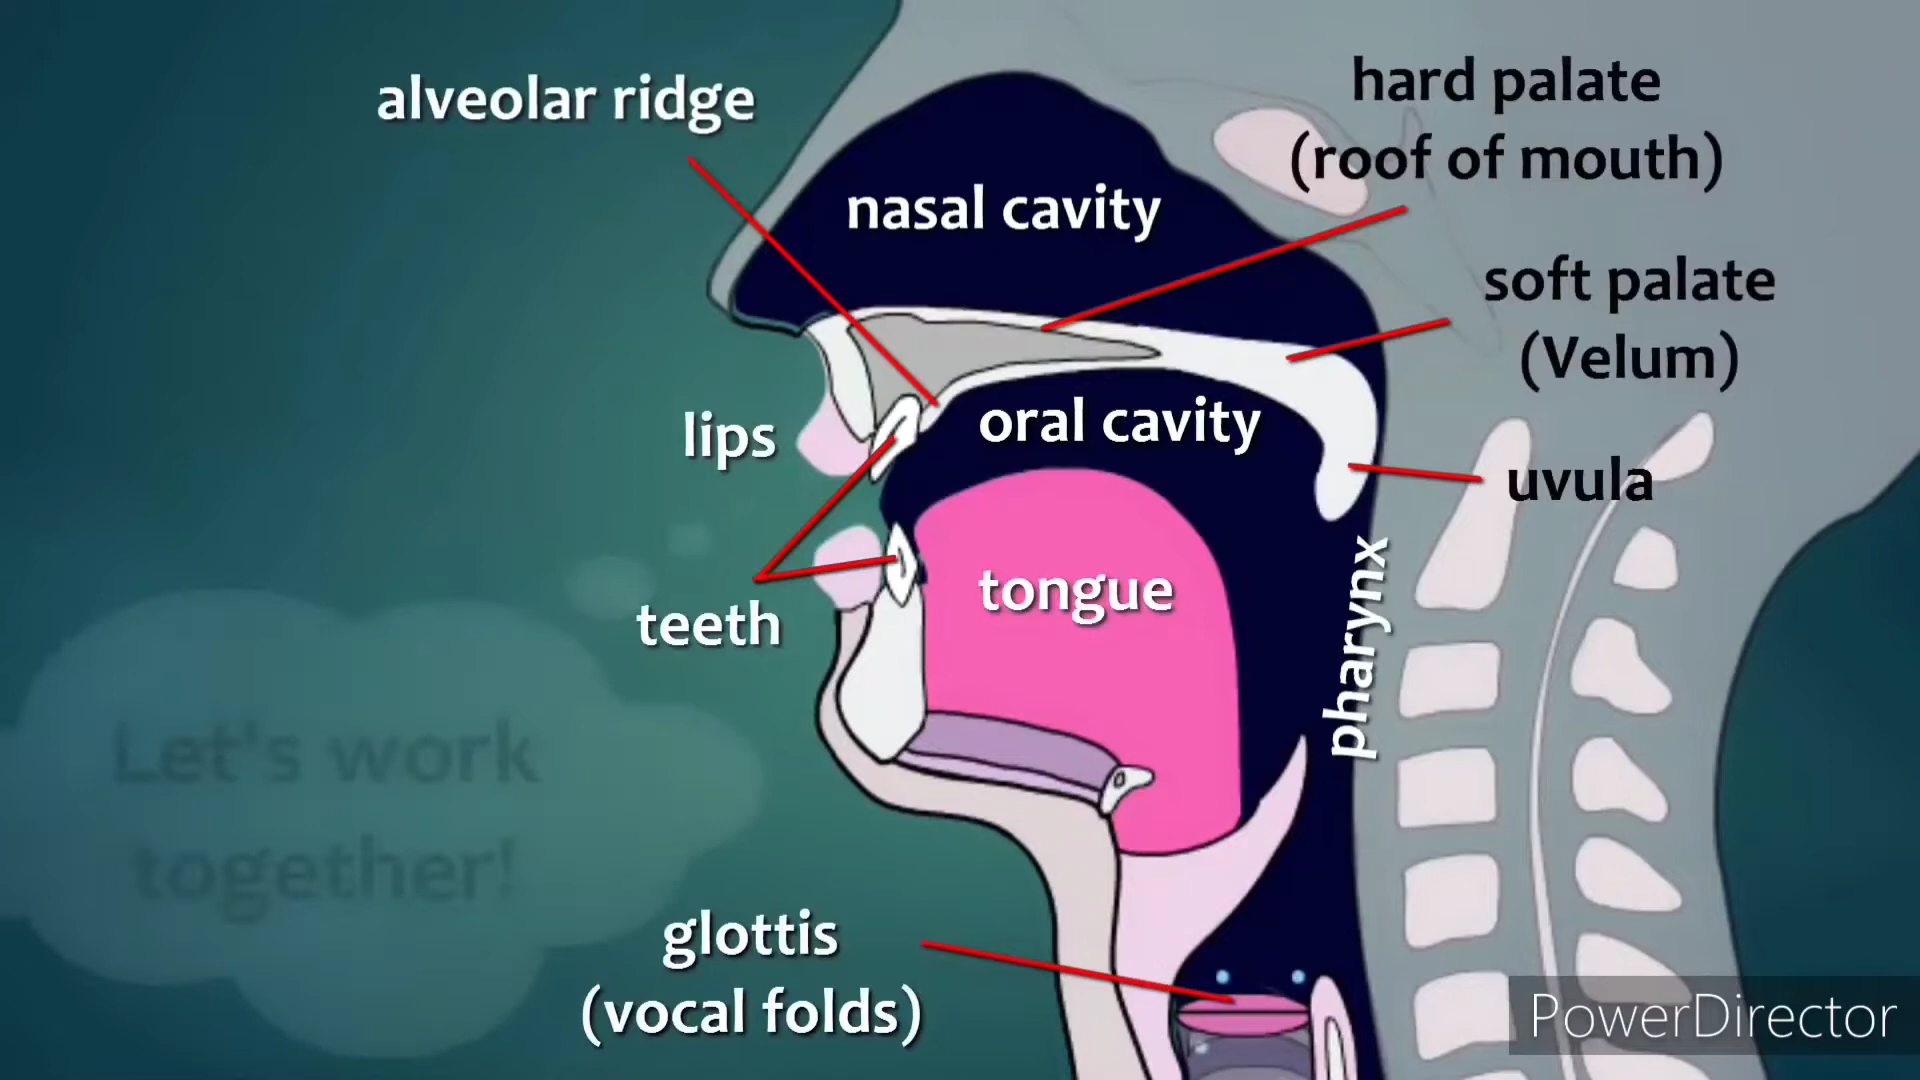 alveolar ridge
hard palate
(roof of mouth)
nasal cavity
soft palate
(Velum)
lips
oral cavity
uvula
teeth
tongue
pharynx
Let's work
together!
glottis
(vocal folds)
PowerDirector